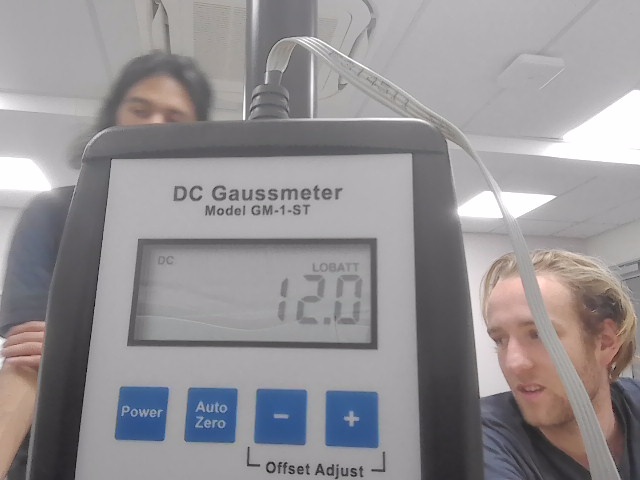 DC Gaussmeter
Model GM-1-ST
DC
LOBATT
12.0
Power
Auto
Zero
−
+
Offset Adjust